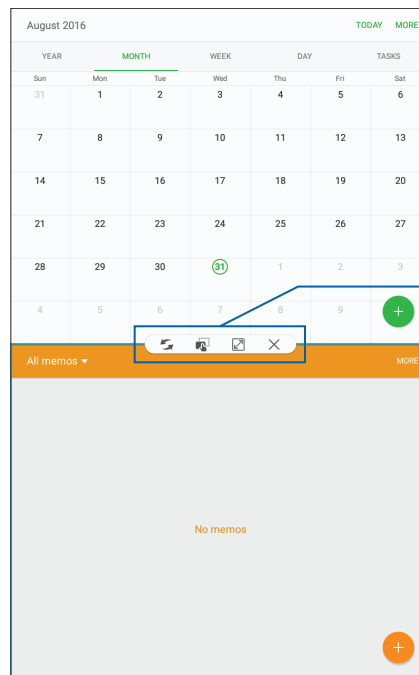 August 2016 TODAY MORE
YEAR MONTH WEEK DAY TASKS
Sun Mon Tue Wed Thu Fri Sat
31 1 2 3 4 5 6
7 8 9 10 11 12 13
14 15 16 17 18 19 20
21 22 23 24 25 26 27
28 29 30 31 1 2 3
4 5 6 7 8 9
All memos MORE
No memos